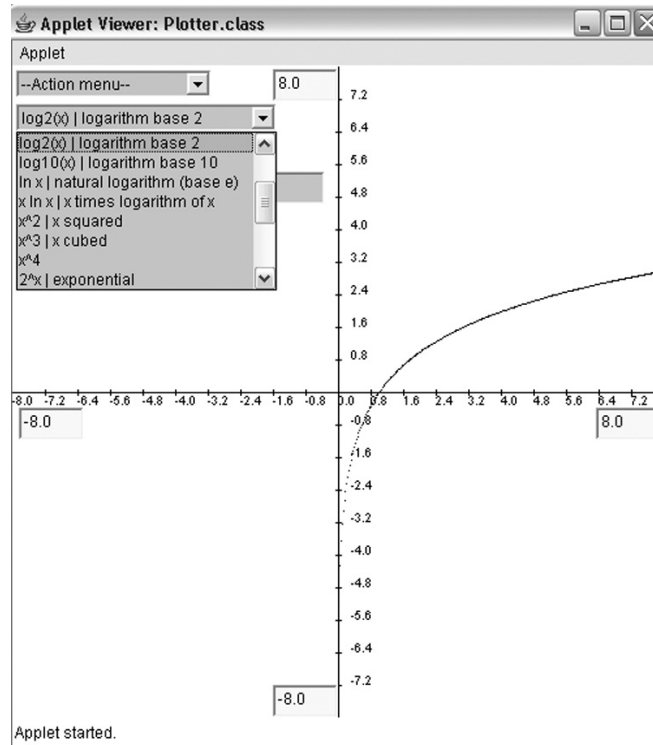 Applet Viewer: Plotter.class
Applet
--Action menu--
8.0
log2(x) | logarithm base 2
log2(x) | logarithm base 2
log10(x) | logarithm base 10
ln x | natural logarithm (base e)
x ln x | x times logarithm of x
x^2 | x squared
x^3 | x cubed
x^4
2^x | exponential
7.2
6.4
5.6
4.8
4.0
3.2
2.4
1.6
0.8
-8.0 -7.2 -6.4 -5.6 -4.8 -4.0 -3.2 -2.4 -1.6 -0.8 0.0 0.8 1.6 2.4 3.2 4.0 4.8 5.6 6.4 7.2
-8.0
8.0
-0.8
-1.6
-2.4
-3.2
-4.0
-4.8
-5.6
-6.4
-7.2
-8.0
Applet started.